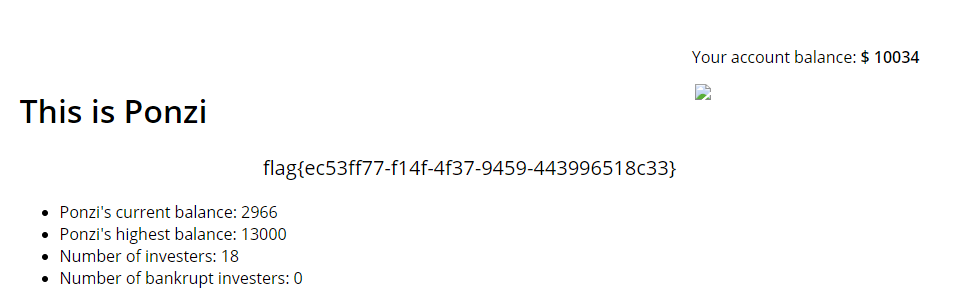 Your account balance: $ 10034
This is Ponzi
flag{ec53ff77-f14f-4f37-9459-443996518c33}
Ponzi's current balance: 2966
Ponzi's highest balance: 13000
Number of investers: 18
Number of bankrupt investers: 0